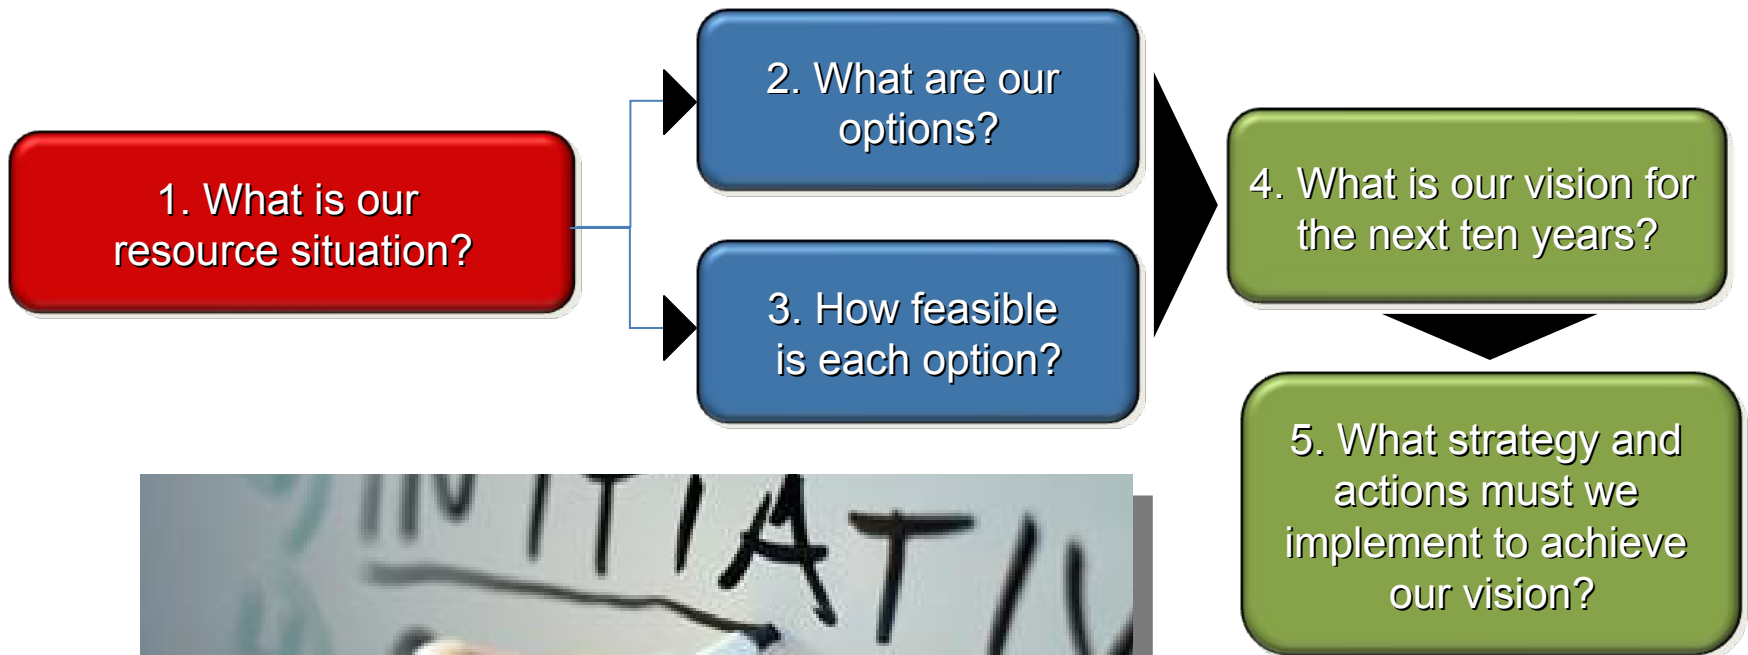 1. What is our
resource situation?
2. What are our
options?
3. How feasible
is each option?
4. What is our vision for
the next ten years?
5. What strategy and
actions must we
implement to achieve
our vision?
INITIATIV